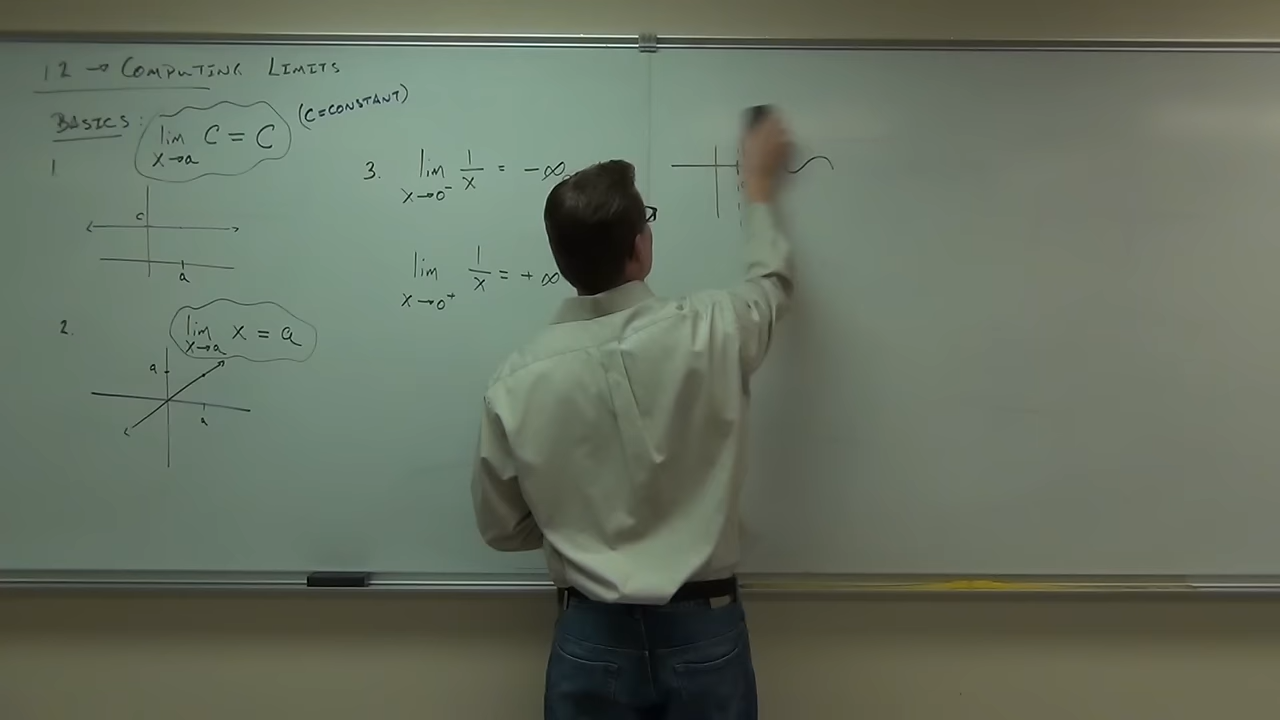 1.2 → COMPUTING LIMITS
BASICS:
lim C = C (C=CONSTANT)
x→a
1
c
a
2.
lim x = a
x→a
a
a
3. lim 1/x = -∞
x→0⁻
lim 1/x = +∞
x→0⁺